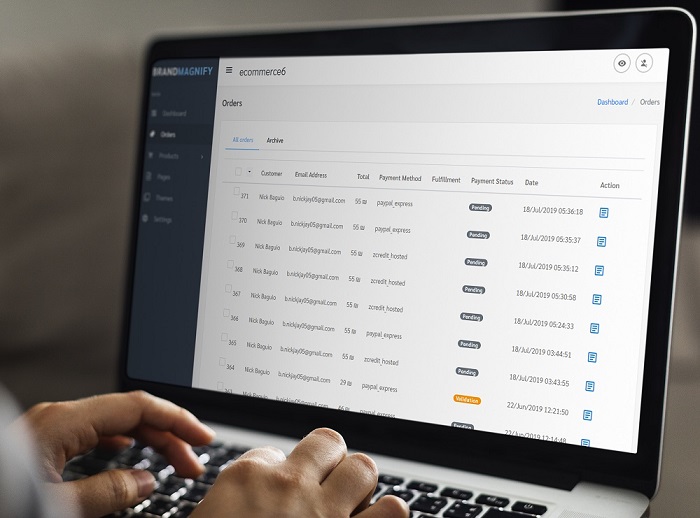 BRANDMAGNIFY
ecommerce6
Dashboard
Orders
Products
Pages
Themes
Settings
Orders
Dashboard / Orders
All orders Archive
Customer Email Address Total Payment Method Fulfillment Payment Status Date Action
371 Nick Baguio b.nickjay05@gmail.com 55 ₪ paypal_express Pending 18/Jul/2019 05:36:18
370 Nick Baguio b.nickjay05@gmail.com 55 ₪ paypal_express Pending 18/Jul/2019 05:35:37
369 Nick Baguio b.nickjay05@gmail.com 55 ₪ zcredit_hosted Pending 18/Jul/2019 05:35:12
368 Nick Baguio b.nickjay05@gmail.com 55 ₪ zcredit_hosted Pending 18/Jul/2019 05:30:58
367 Nick Baguio b.nickjay05@gmail.com 55 ₪ zcredit_hosted Pending 18/Jul/2019 05:24:33
366 Nick Baguio b.nickjay05@gmail.com 55 ₪ paypal_express Pending 18/Jul/2019 03:44:51
365 Nick Baguio b.nickjay05@gmail.com 55 ₪ zcredit_hosted Pending 18/Jul/2019 03:43:55
364 Nick Baguio b.nickjay05@gmail.com 29 ₪ paypal_express Validation 22/Jun/2019 12:21:50
Pending 22/Jun/2019 12:14:48